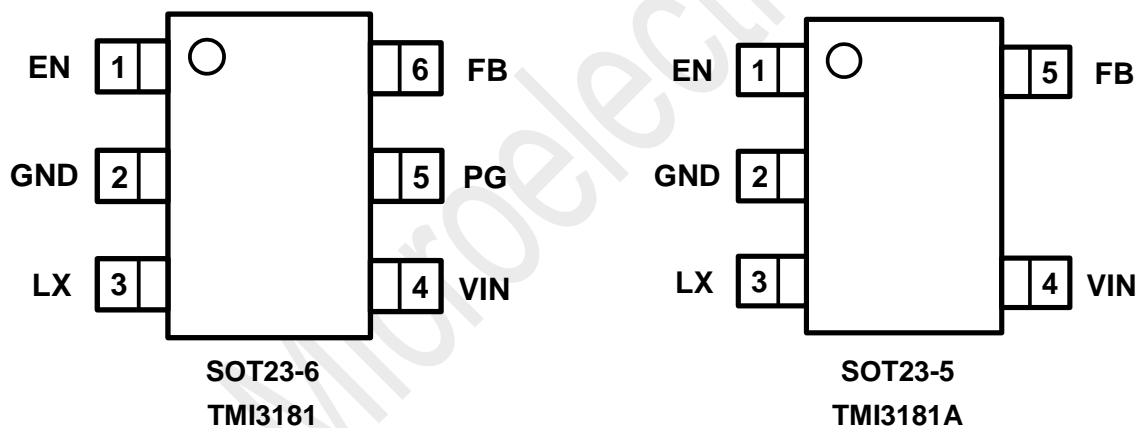 EN 1 6 FB
GND 2 5 PG
LX 3 4 VIN
SOT23-6
TMI3181
EN 1 5 FB
GND 2
LX 3 4 VIN
SOT23-5
TMI3181A